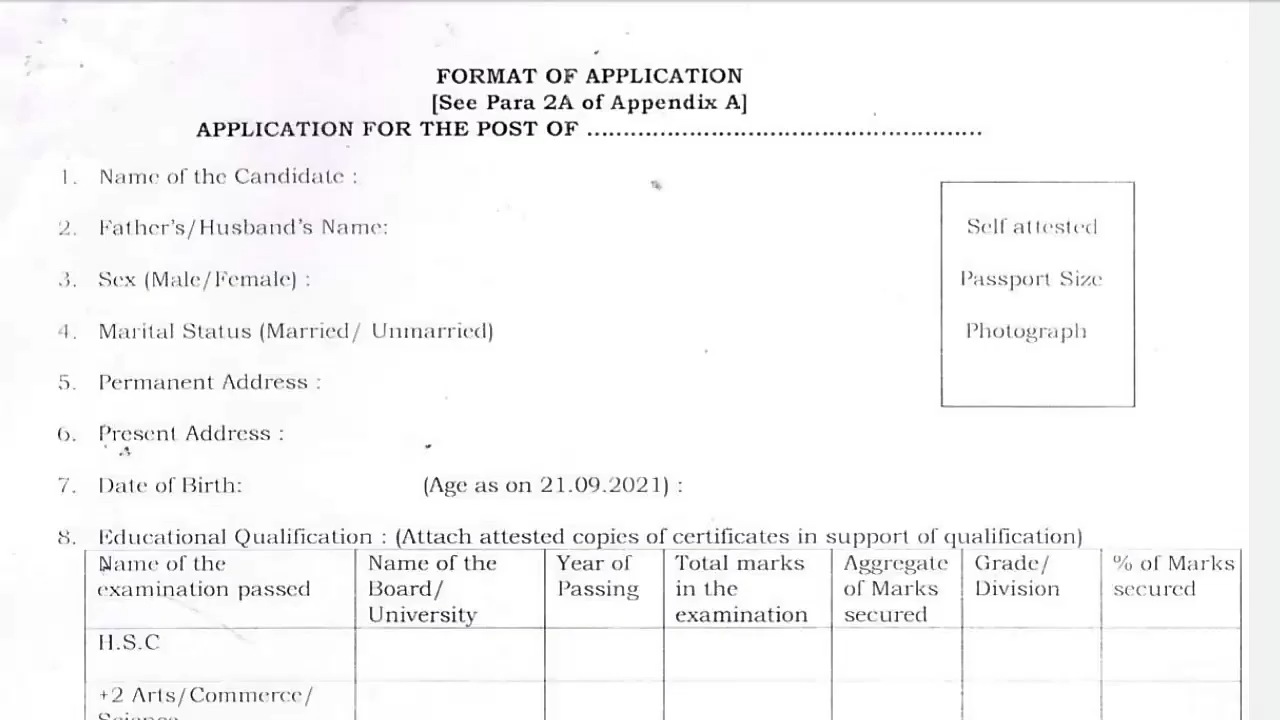 FORMAT OF APPLICATION
[See Para 2A of Appendix A]
APPLICATION FOR THE POST OF ......................................................
1. Name of the Candidate :
2. Father's/Husband's Name:
3. Sex (Male/Female) :
4. Marital Status (Married/ Unmarried)
5. Permanent Address :
6. Present Address :
7. Date of Birth: (Age as on 21.09.2021) :
Self attested
Passport Size
Photograph
8. Educational Qualification : (Attach attested copies of certificates in support of qualification)
Name of the examination passed
Name of the Board/ University
Year of Passing
Total marks in the examination
Aggregate of Marks secured
Grade/ Division
% of Marks secured
H.S.C
+2 Arts/Commerce/
Science